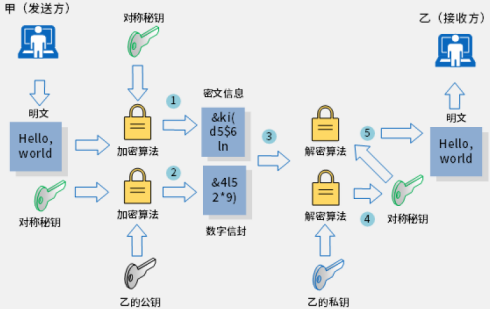 甲（发送方）
对称秘钥
乙（接收方）
明文
Hello,
world
1
加密算法
密文信息
&ki(
d5$6
ln
3
解密算法
5
明文
Hello,
world
对称秘钥
2
加密算法
&4l5
2*9)
数字信封
解密算法
4
对称秘钥
乙的公钥
乙的私钥